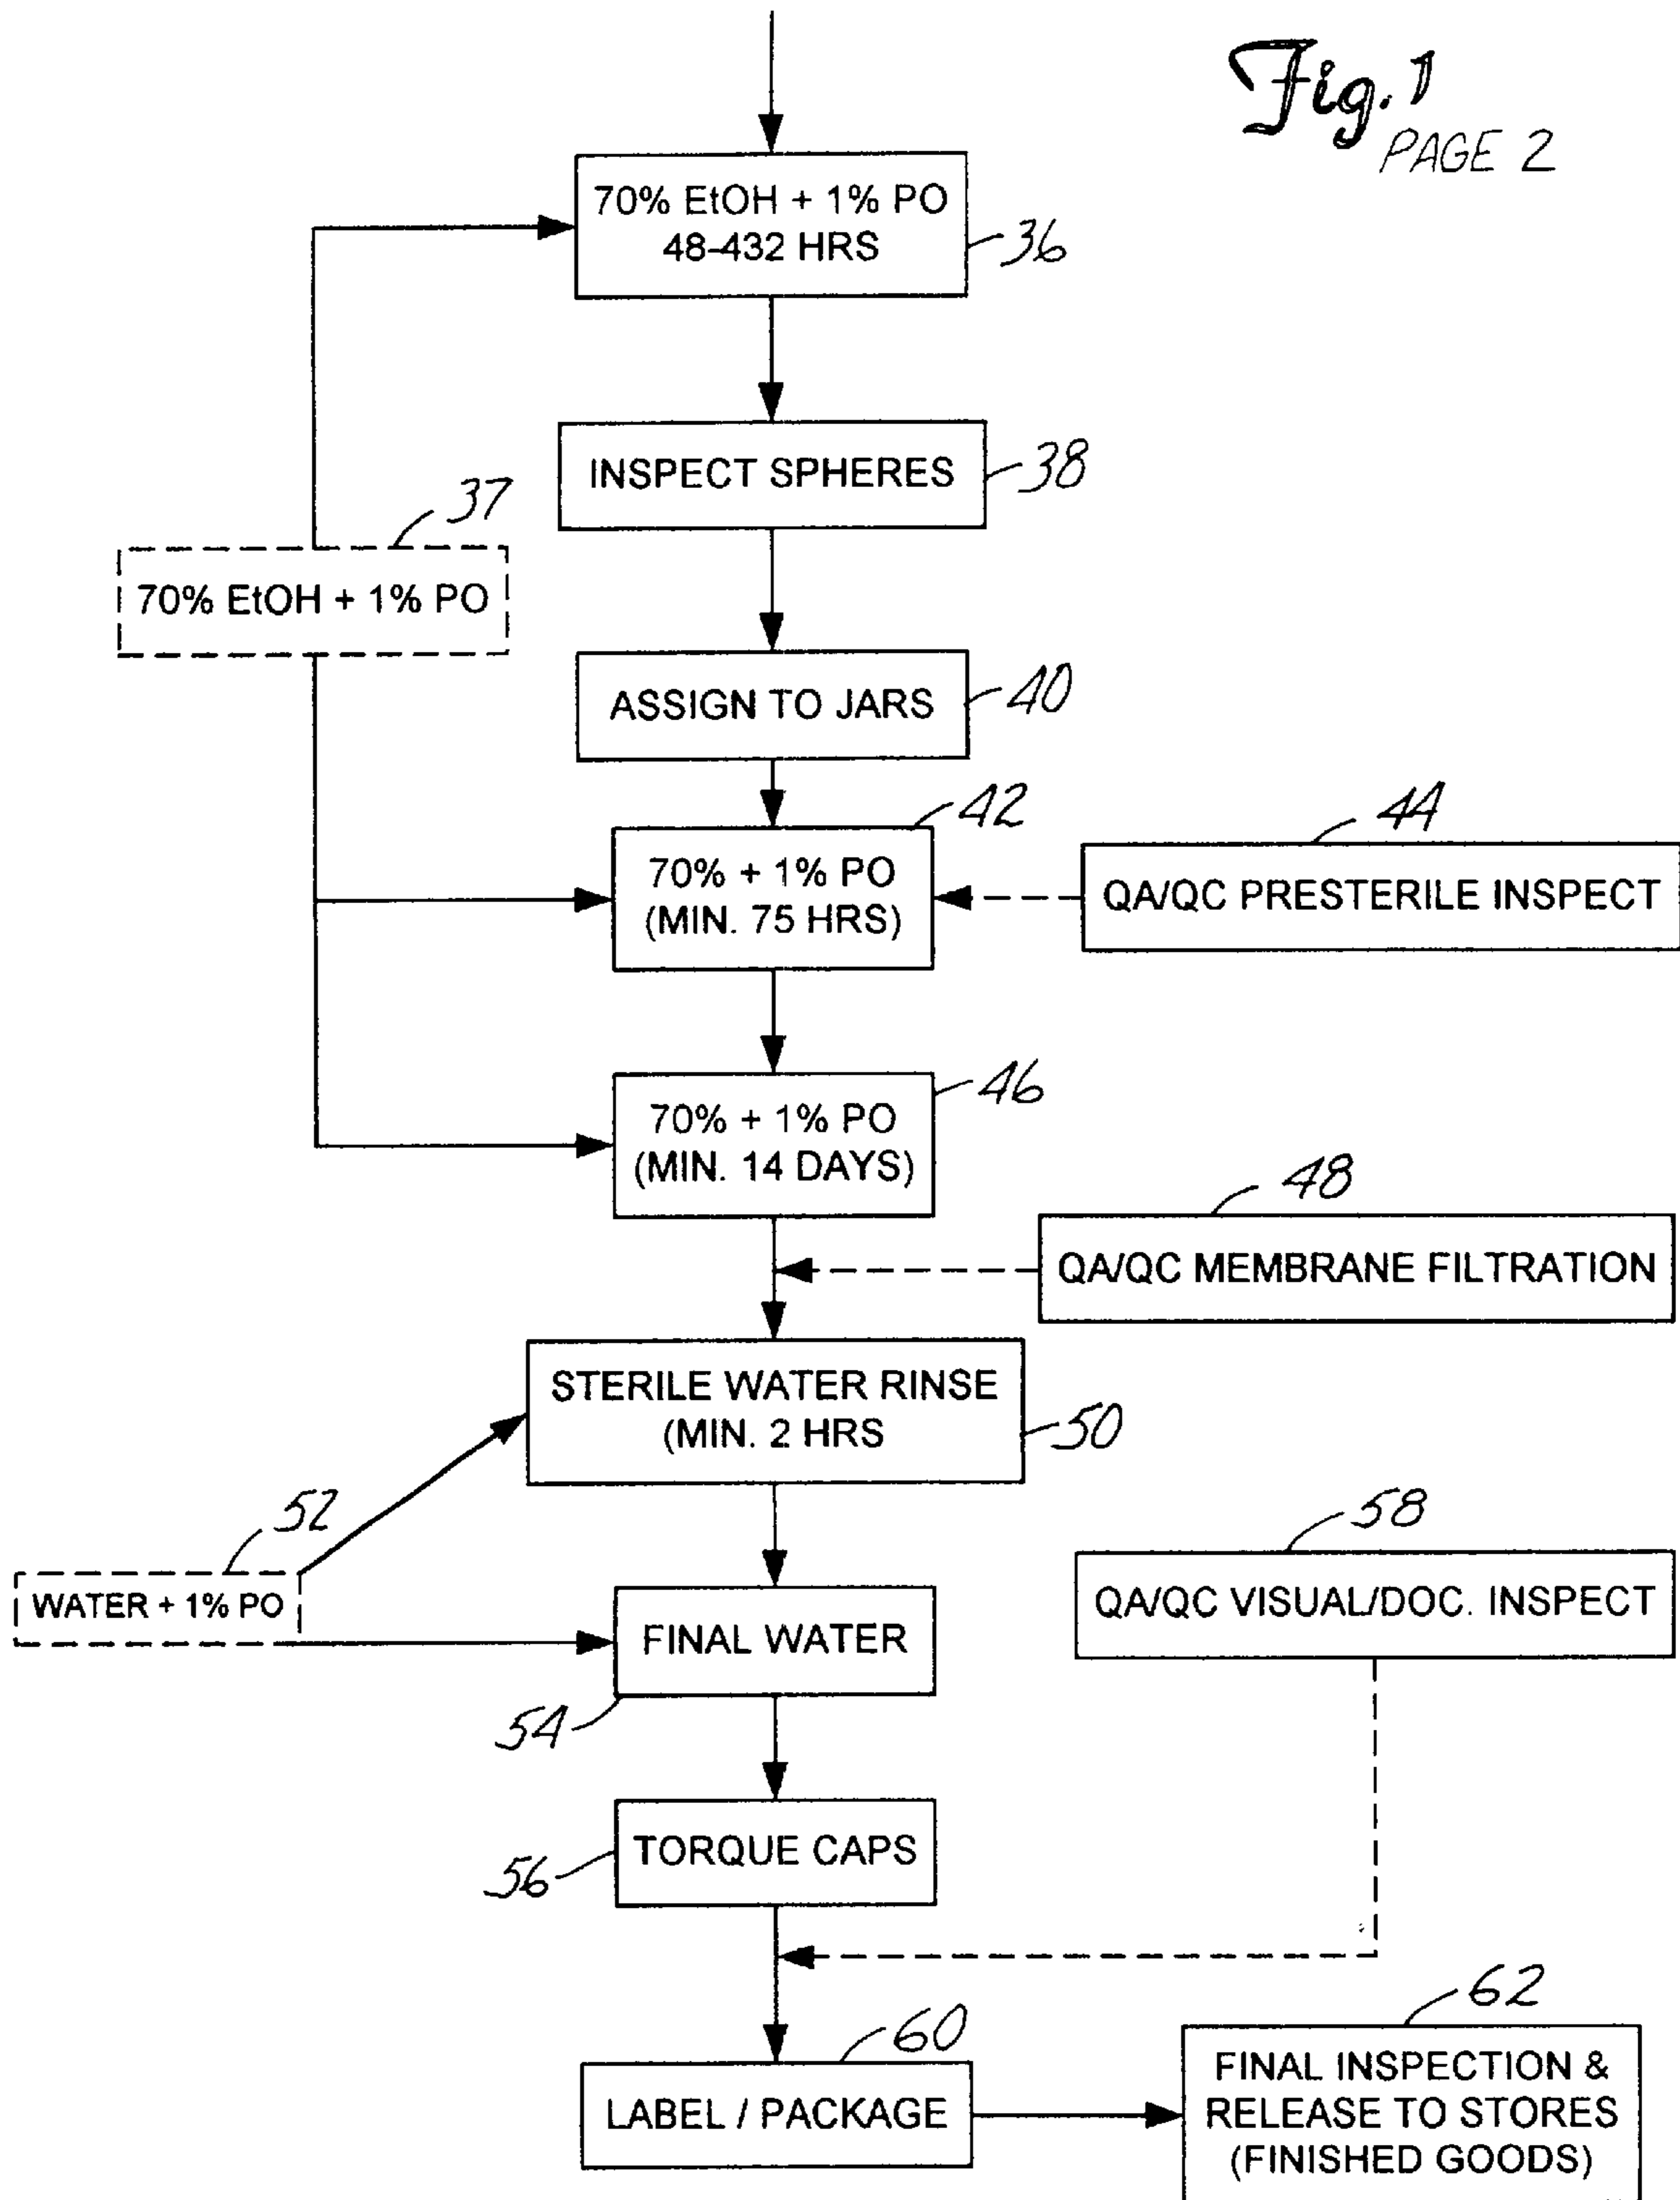 Fig. 1
PAGE 2
70% EtOH + 1% PO
48-432 HRS
36
INSPECT SPHERES
38
37
70% EtOH + 1% PO
ASSIGN TO JARS
40
42
70% + 1% PO
(MIN. 75 HRS)
44
QA/QC PRESTERILE INSPECT
46
70% + 1% PO
(MIN. 14 DAYS)
48
QA/QC MEMBRANE FILTRATION
STERILE WATER RINSE
(MIN. 2 HRS
50
52
WATER + 1% PO
58
QA/QC VISUAL/DOC. INSPECT
FINAL WATER
54
TORQUE CAPS
56
60
LABEL / PACKAGE
62
FINAL INSPECTION &
RELEASE TO STORES
(FINISHED GOODS)